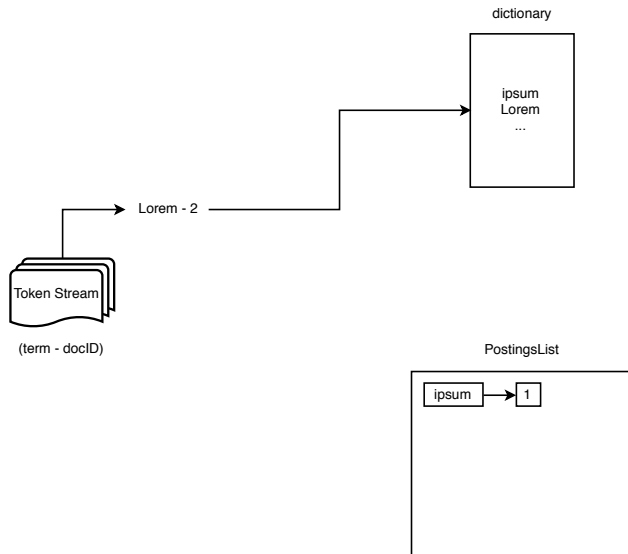 dictionary
ipsum
Lorem
...
Lorem - 2
Token Stream
(term - docID)
PostingsList
ipsum
1